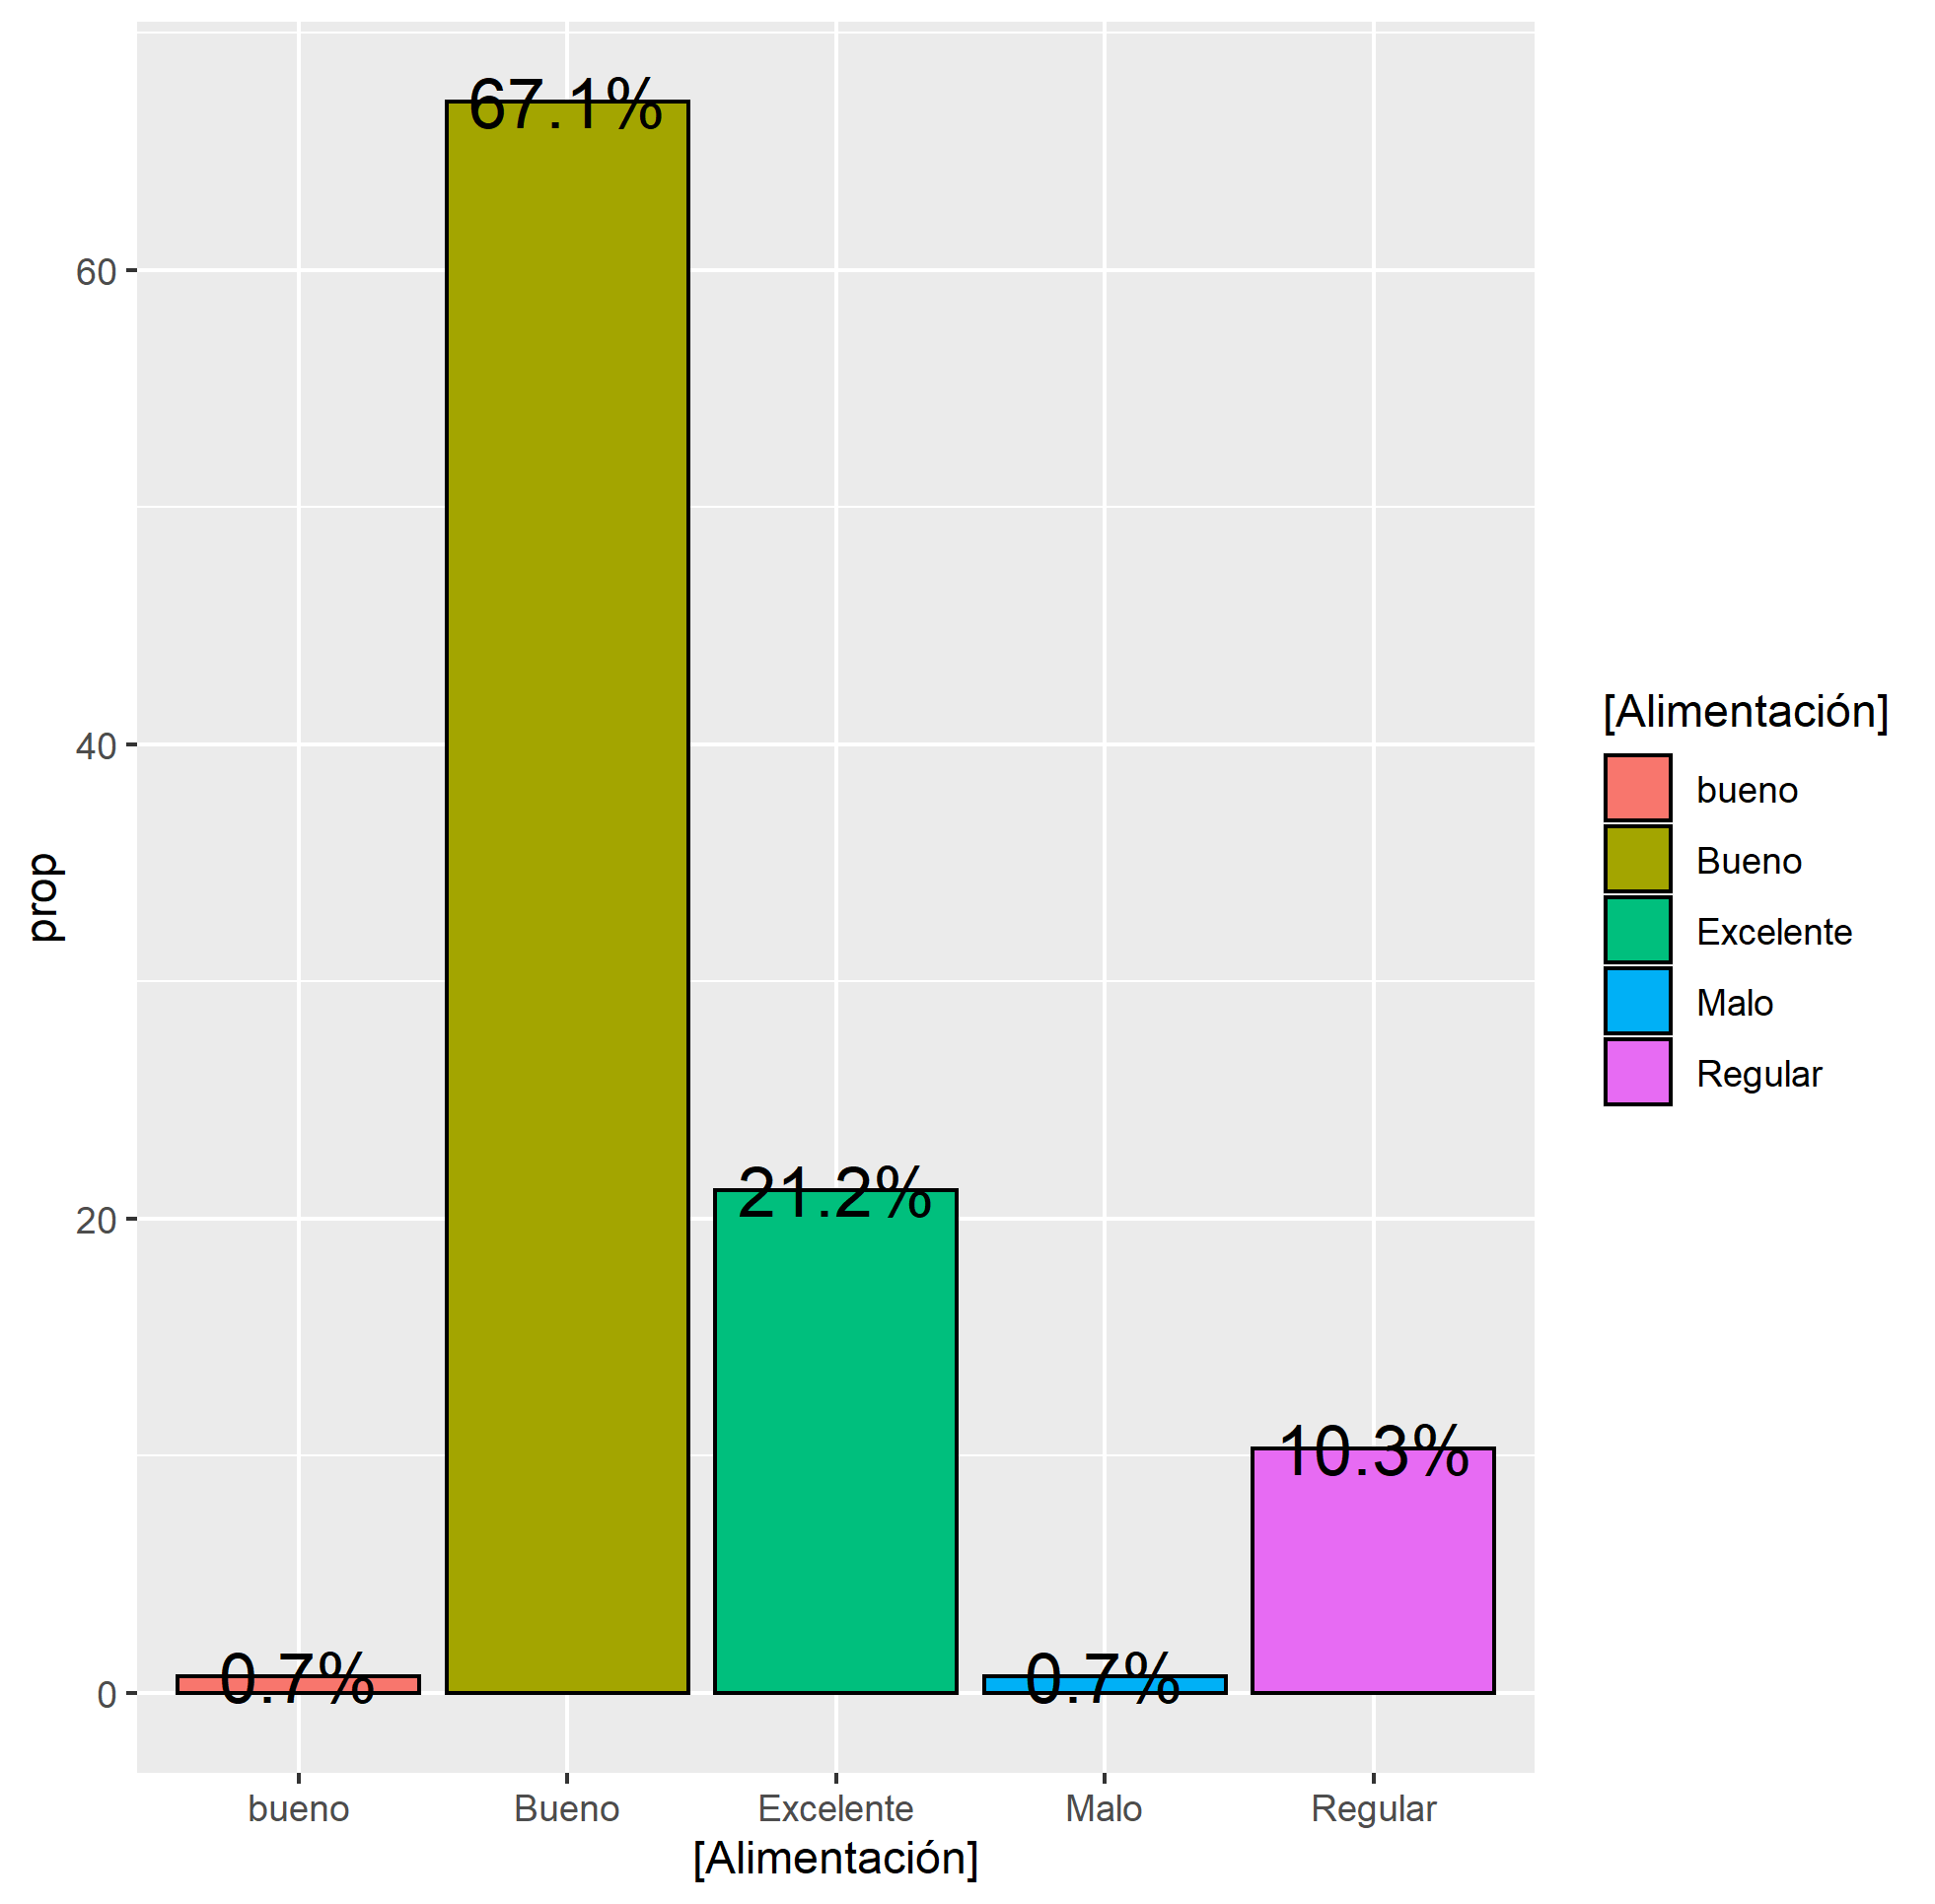 67.1%
60
40
20
0
prop
21.2%
10.3%
0.7%
0.7%
bueno
Bueno
Excelente
Malo
Regular
[Alimentación]
[Alimentación]
bueno
Bueno
Excelente
Malo
Regular